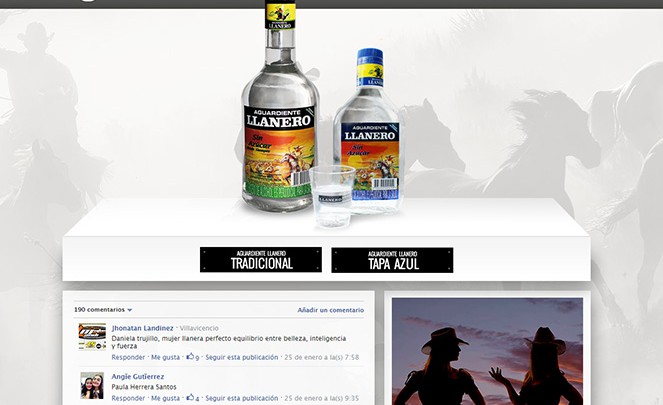 LLANERO
AGUARDIENTE
LLANERO
Sin
Azúcar
AGUARDIENTE
LLANERO
Sin
Azúcar
LLANERO
AGUARDIENTE LLANERO
TRADICIONAL
AGUARDIENTE LLANERO
TAPA AZUL
190 comentarios
Añadir un comentario
Jhonatan Landinez · Villavicencio
Daniela trujillo, mujer llanera perfecto equilibrio entre belleza, inteligencia
y fuerza
Responder · Me gusta · 9 · Seguir esta publicación · 25 de enero a la(s) 7:58
Angie Gutierrez
Paula Herrera Santos
Responder · Me gusta · 4 · Seguir esta publicación · 25 de enero a la(s) 9:35